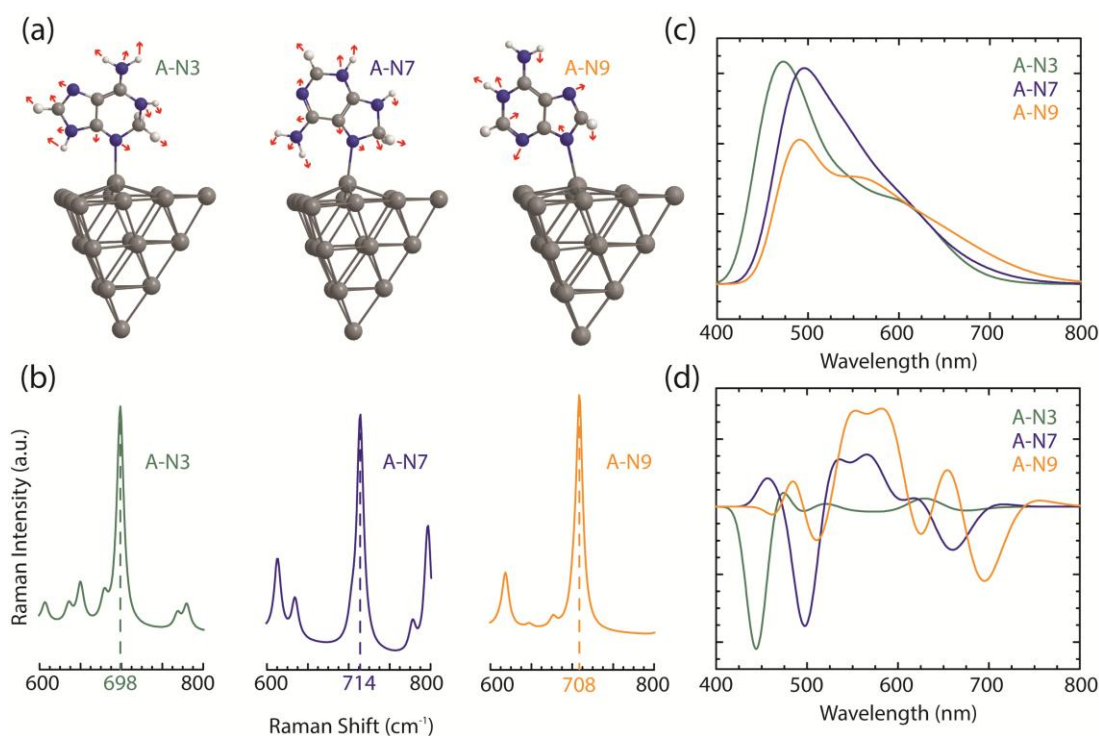 (a)
A-N3
A-N7
A-N9
(c)
A-N3
A-N7
A-N9
400 500 600 700 800
Wavelength (nm)
(b)
Raman Intensity (a.u.)
A-N3
A-N7
A-N9
600 698 800
600 714 800
600 708 800
Raman Shift (cm⁻¹)
(d)
A-N3
A-N7
A-N9
400 500 600 700 800
Wavelength (nm)